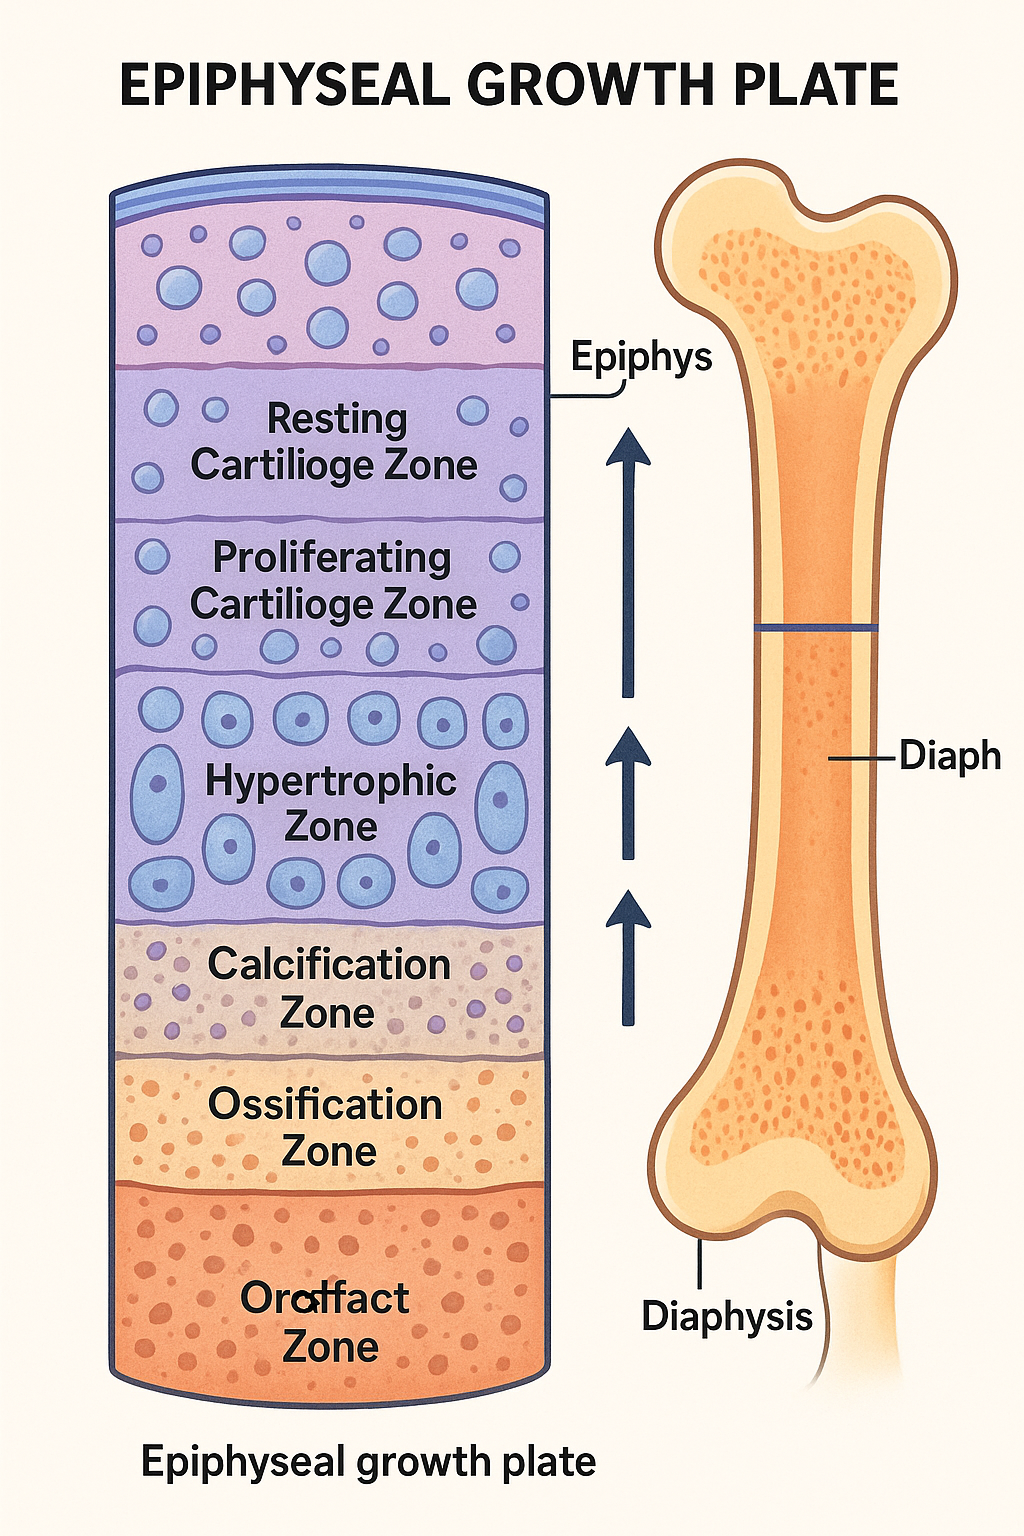 EPIPHYSEAL GROWTH PLATE
Epiphys
Resting
Cartilioge Zone
Proliferating
Cartilioge Zone
Hypertrophic
Zone
Diaph
Calcification
Zone
Ossification
Zone
Zone
Diaphysis
Epiphyseal growth plate